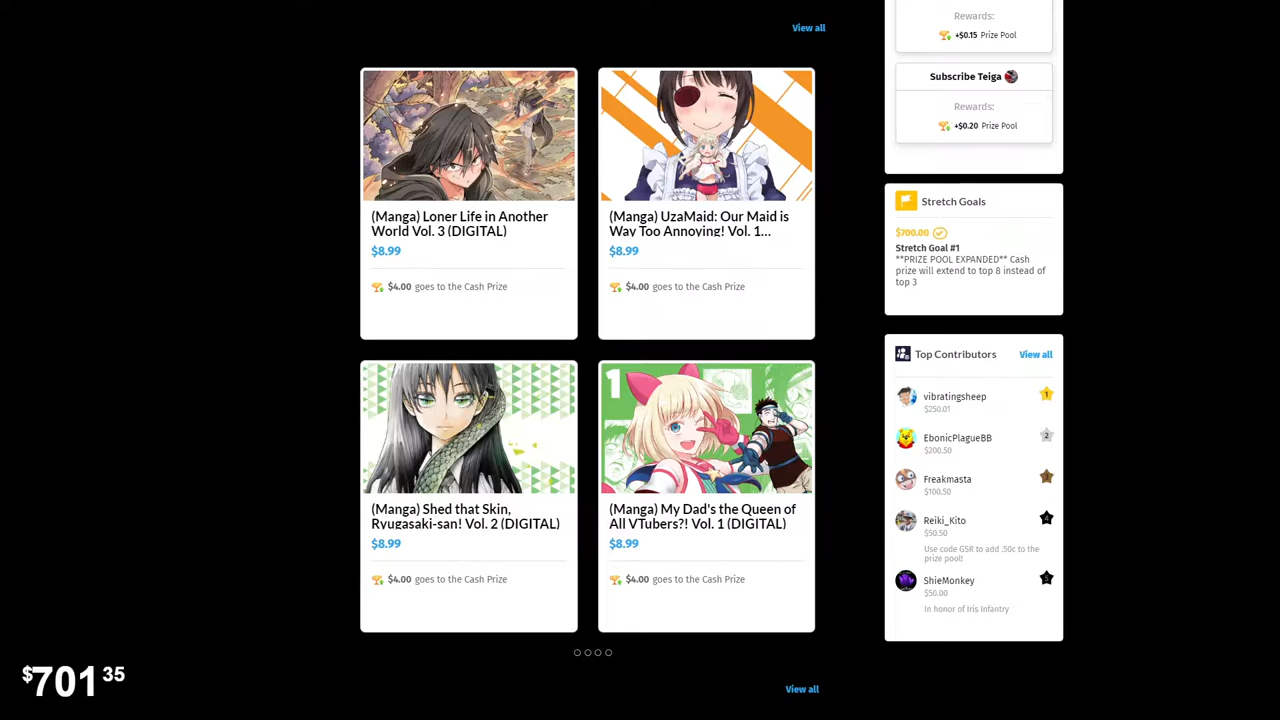 View all
(Manga) Loner Life in Another
World Vol. 3 (DIGITAL)
$8.99
$4.00 goes to the Cash Prize
(Manga) UzaMaid: Our Maid is
Way Too Annoying! Vol. 1...
$8.99
$4.00 goes to the Cash Prize
1
(Manga) Shed that Skin,
Ryugasaki-san! Vol. 2 (DIGITAL)
$8.99
$4.00 goes to the Cash Prize
(Manga) My Dad's the Queen of
All VTubers?! Vol. 1 (DIGITAL)
$8.99
$4.00 goes to the Cash Prize
View all
Rewards:
+$0.15 Prize Pool
Subscribe Teiga
Rewards:
+$0.20 Prize Pool
Stretch Goals
$700.00
Stretch Goal #1
**PRIZE POOL EXPANDED** Cash
prize will extend to top 8 instead of
top 3
Top Contributors View all
vibratingsheep 1
$250.01
EbonicPlagueBB 2
$200.50
Freakmasta 3
$100.50
Reiki_Kito 4
$50.50
Use code GSR to add .50c to the
prize pool!
ShieMonkey 5
$50.00
In honor of Iris Infantry
$701 35